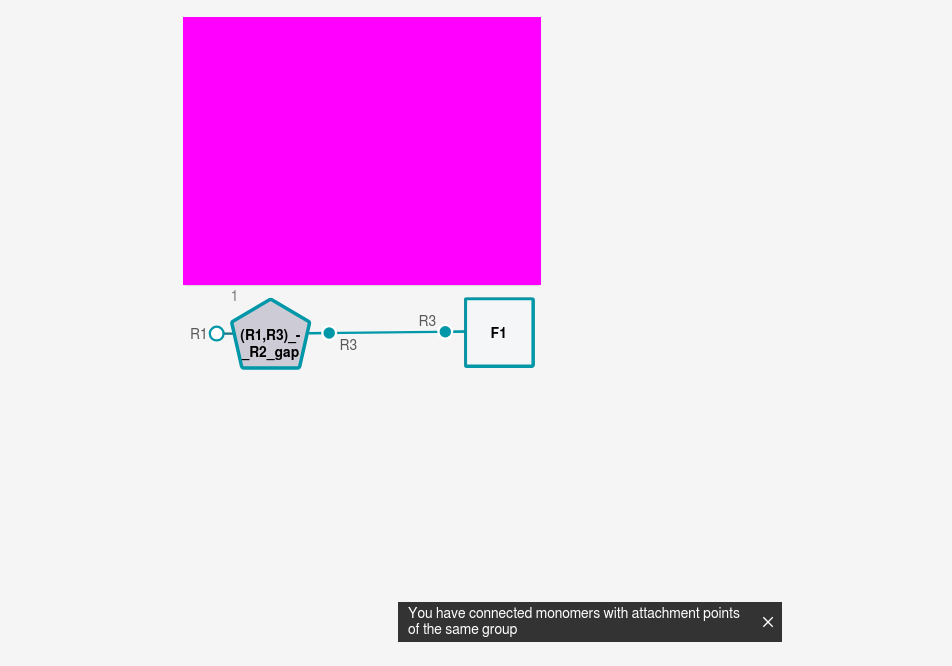 1
R1
(R1,R3)_-
_R2_gap
R3
R3
F1
You have connected monomers with attachment points
of the same group